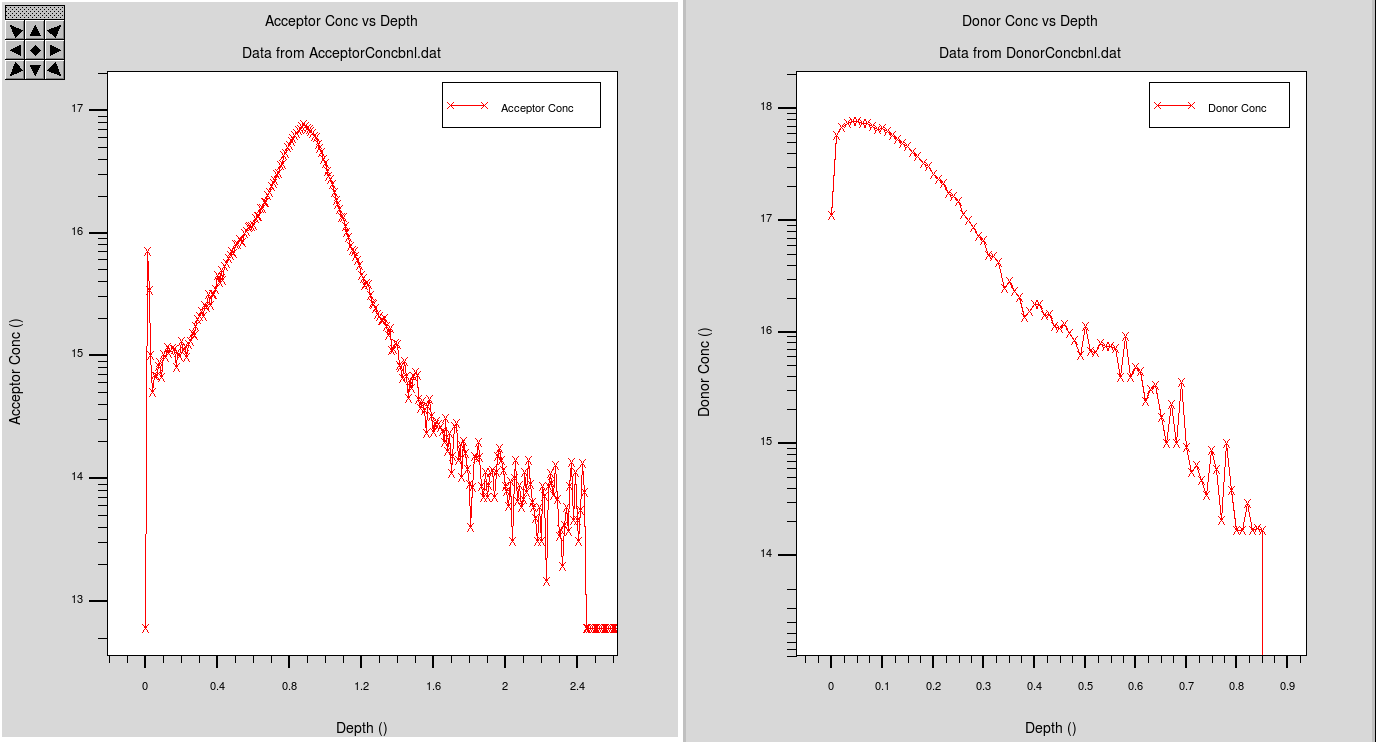 Acceptor Conc vs Depth
Data from AcceptorConcbnl.dat
Acceptor Conc
17
16
15
14
13
Acceptor Conc ()
0 0.4 0.8 1.2 1.6 2 2.4
Depth ()
Donor Conc vs Depth
Data from DonorConcbnl.dat
Donor Conc
18
17
16
15
14
Donor Conc ()
0 0.1 0.2 0.3 0.4 0.5 0.6 0.7 0.8 0.9
Depth ()